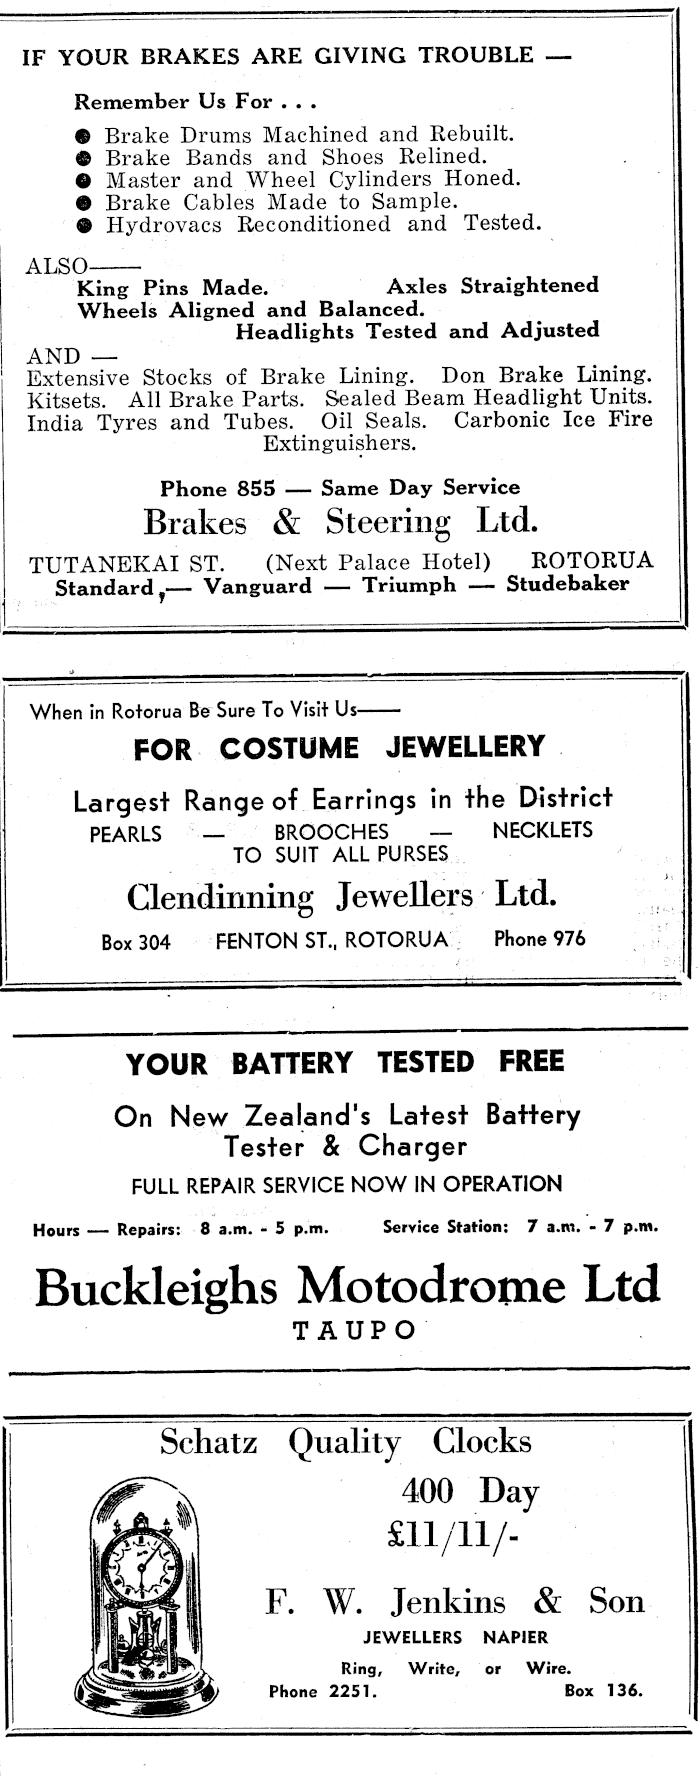 IF YOUR BRAKES ARE GIVING TROUBLE —
Remember Us For . . .
● Brake Drums Machined and Rebuilt.
● Brake Bands and Shoes Relined.
● Master and Wheel Cylinders Honed.
● Brake Cables Made to Sample.
● Hydrovacs Reconditioned and Tested.
ALSO——
King Pins Made. Axles Straightened
Wheels Aligned and Balanced.
Headlights Tested and Adjusted
AND —
Extensive Stocks of Brake Lining. Don Brake Lining.
Kitsets. All Brake Parts. Sealed Beam Headlight Units.
India Tyres and Tubes. Oil Seals. Carbonic Ice Fire
Extinguishers.
Phone 855 — Same Day Service
Brakes & Steering Ltd.
TUTANEKAI ST. (Next Palace Hotel) ROTORUA
Standard,— Vanguard — Triumph — Studebaker
When in Rotorua Be Sure To Visit Us——
FOR COSTUME JEWELLERY
Largest Range of Earrings in the District
PEARLS — BROOCHES — NECKLETS
TO SUIT ALL PURSES
Clendinning Jewellers Ltd.
Box 304 FENTON ST., ROTORUA Phone 976
YOUR BATTERY TESTED FREE
On New Zealand's Latest Battery
Tester & Charger
FULL REPAIR SERVICE NOW IN OPERATION
Hours — Repairs: 8 a.m. - 5 p.m. Service Station: 7 a.m. - 7 p.m.
Buckleighs Motodrome Ltd
TAUPO
Schatz Quality Clocks
400 Day
£11/11/-
F. W. Jenkins & Son
JEWELLERS NAPIER
Ring, Write, or Wire.
Phone 2251. Box 136.